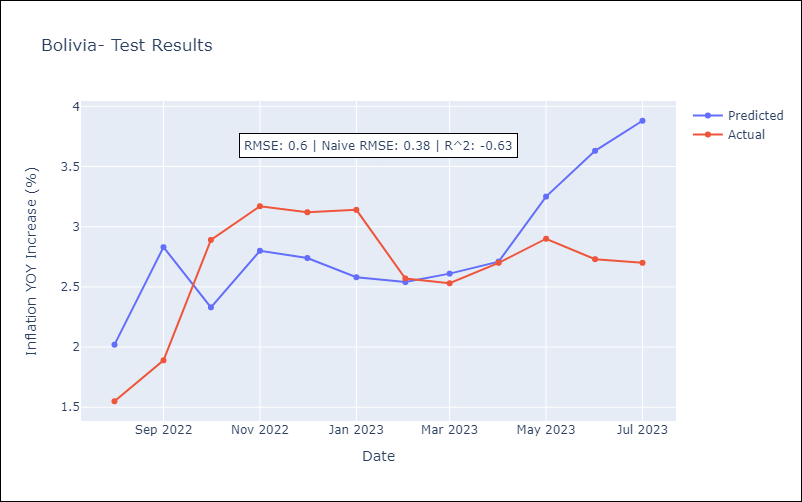 Bolivia- Test Results
Predicted
Actual
RMSE: 0.6 | Naive RMSE: 0.38 | R^2: -0.63
Inflation YOY Increase (%)
4
3.5
3
2.5
2
1.5
Sep 2022
Nov 2022
Jan 2023
Mar 2023
May 2023
Jul 2023
Date